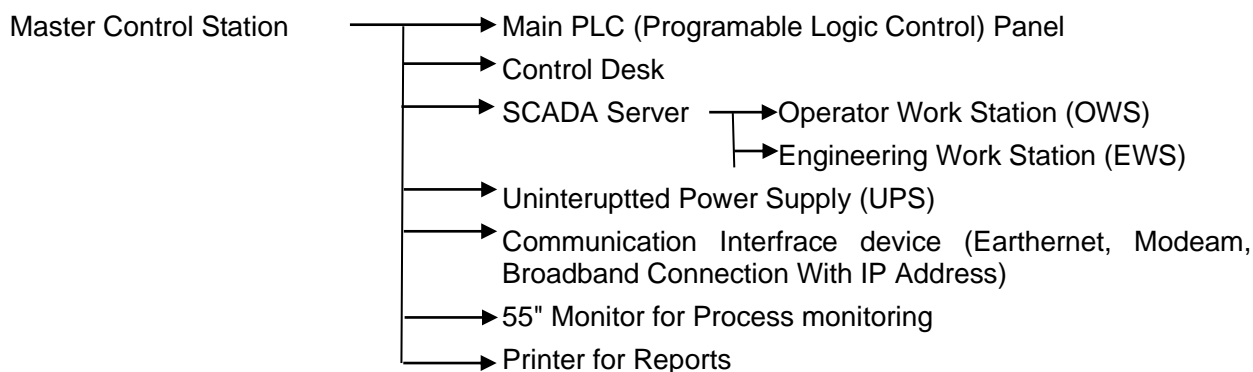 Master Control Station
Main PLC (Programable Logic Control) Panel
Control Desk
SCADA Server
Operator Work Station (OWS)
Engineering Work Station (EWS)
Uninteruptted Power Supply (UPS)
Communication Interfrace device (Earthernet, Modeam,
Broadband Connection With IP Address)
55" Monitor for Process monitoring
Printer for Reports